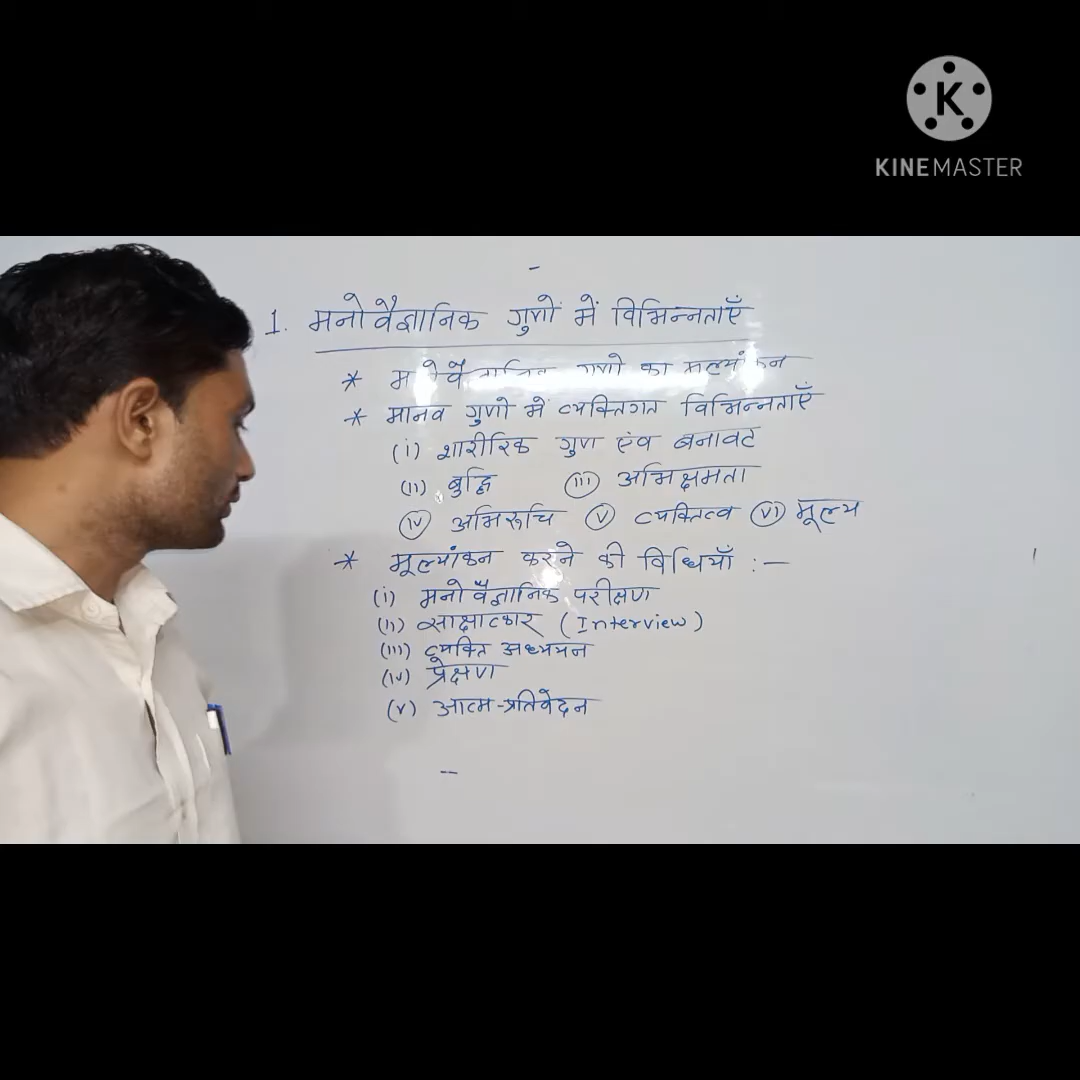 K
KINEMASTER
1. मनोवैज्ञानिक गुणों में विभिन्नताएँ
* का मूल्यांकन
* मानव गुणो में व्यक्तिगत विभिन्नताएँ
(i) शारीरिक गुण एंव बनावट
(ii) बुद्धि (iii) अभिक्षमता
(iv) अभिरुचि (v) व्यक्तित्व (vi) मूल्य
* मूल्यांकन करने की विधियाँ :-
(i) मनोवैज्ञानिक परीक्षण
(ii) साक्षात्कार (Interview)
(iii) व्यक्ति अध्ययन
(iv) प्रेक्षण
(v) आत्म-प्रतिवेदन